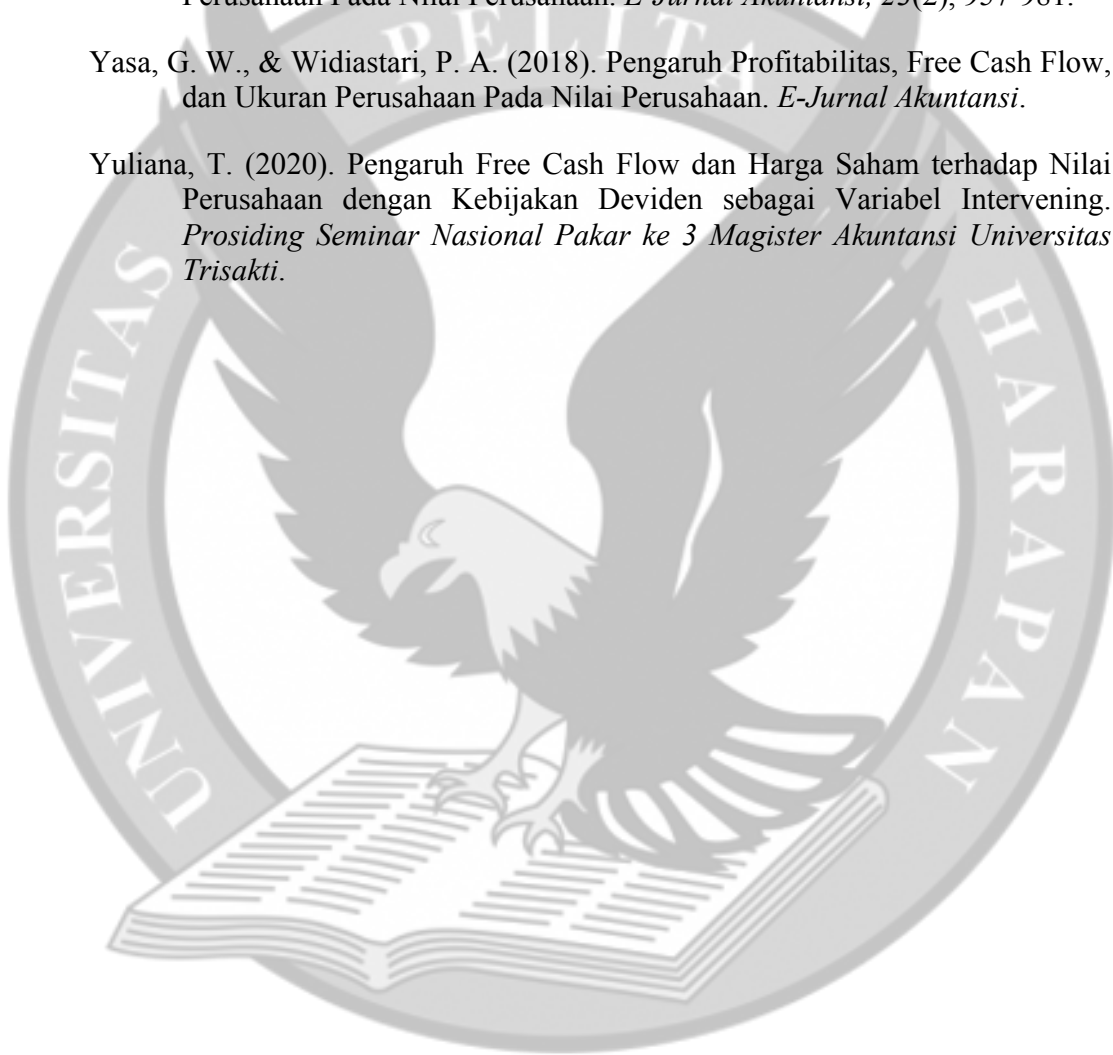 Perusahaan Pada Nilai Perusahaan. E-Jurnal Akuntansi, 23(2), 957-981.
Yasa, G. W., & Widiastari, P. A. (2018). Pengaruh Profitabilitas, Free Cash Flow,
dan Ukuran Perusahaan Pada Nilai Perusahaan. E-Jurnal Akuntansi.
Yuliana, T. (2020). Pengaruh Free Cash Flow dan Harga Saham terhadap Nilai
Perusahaan dengan Kebijakan Deviden sebagai Variabel Intervening.
Prosiding Seminar Nasional Pakar ke 3 Magister Akuntansi Universitas
Trisakti.
UNIVERSITAS PELITA HARAPAN